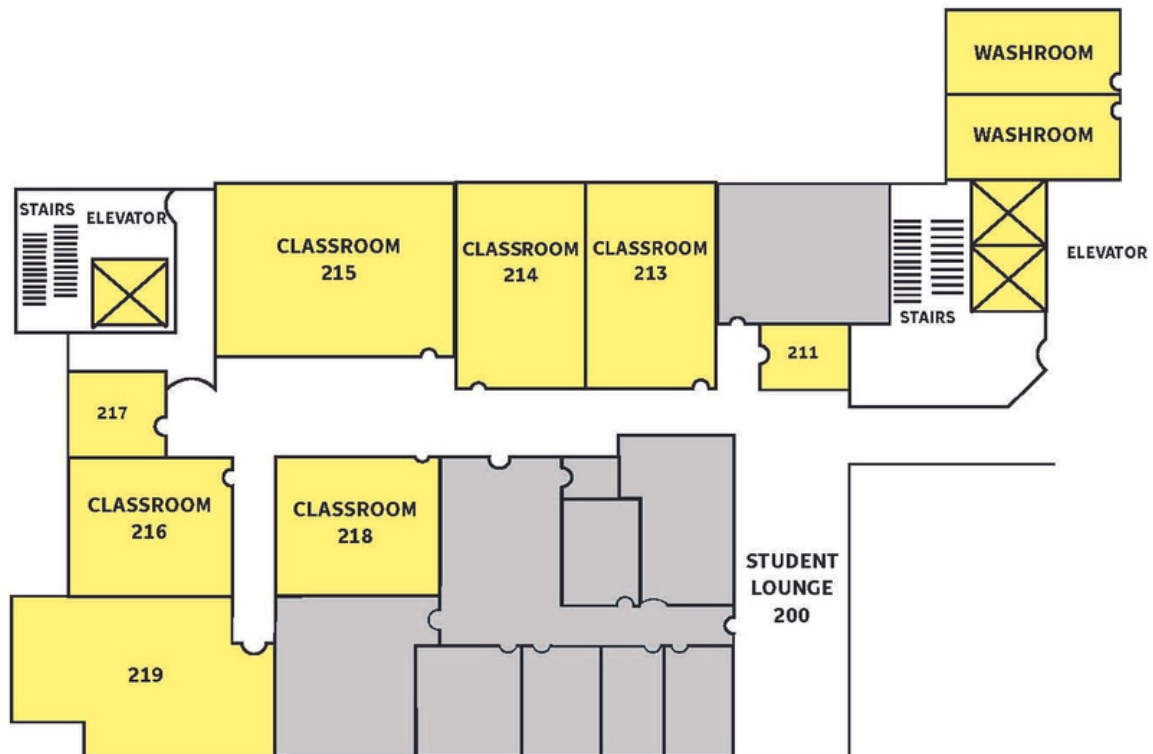 WASHROOM
WASHROOM
STAIRS
ELEVATOR
CLASSROOM
215
CLASSROOM
214
CLASSROOM
213
ELEVATOR
STAIRS
211
217
CLASSROOM
216
CLASSROOM
218
STUDENT
LOUNGE
200
219